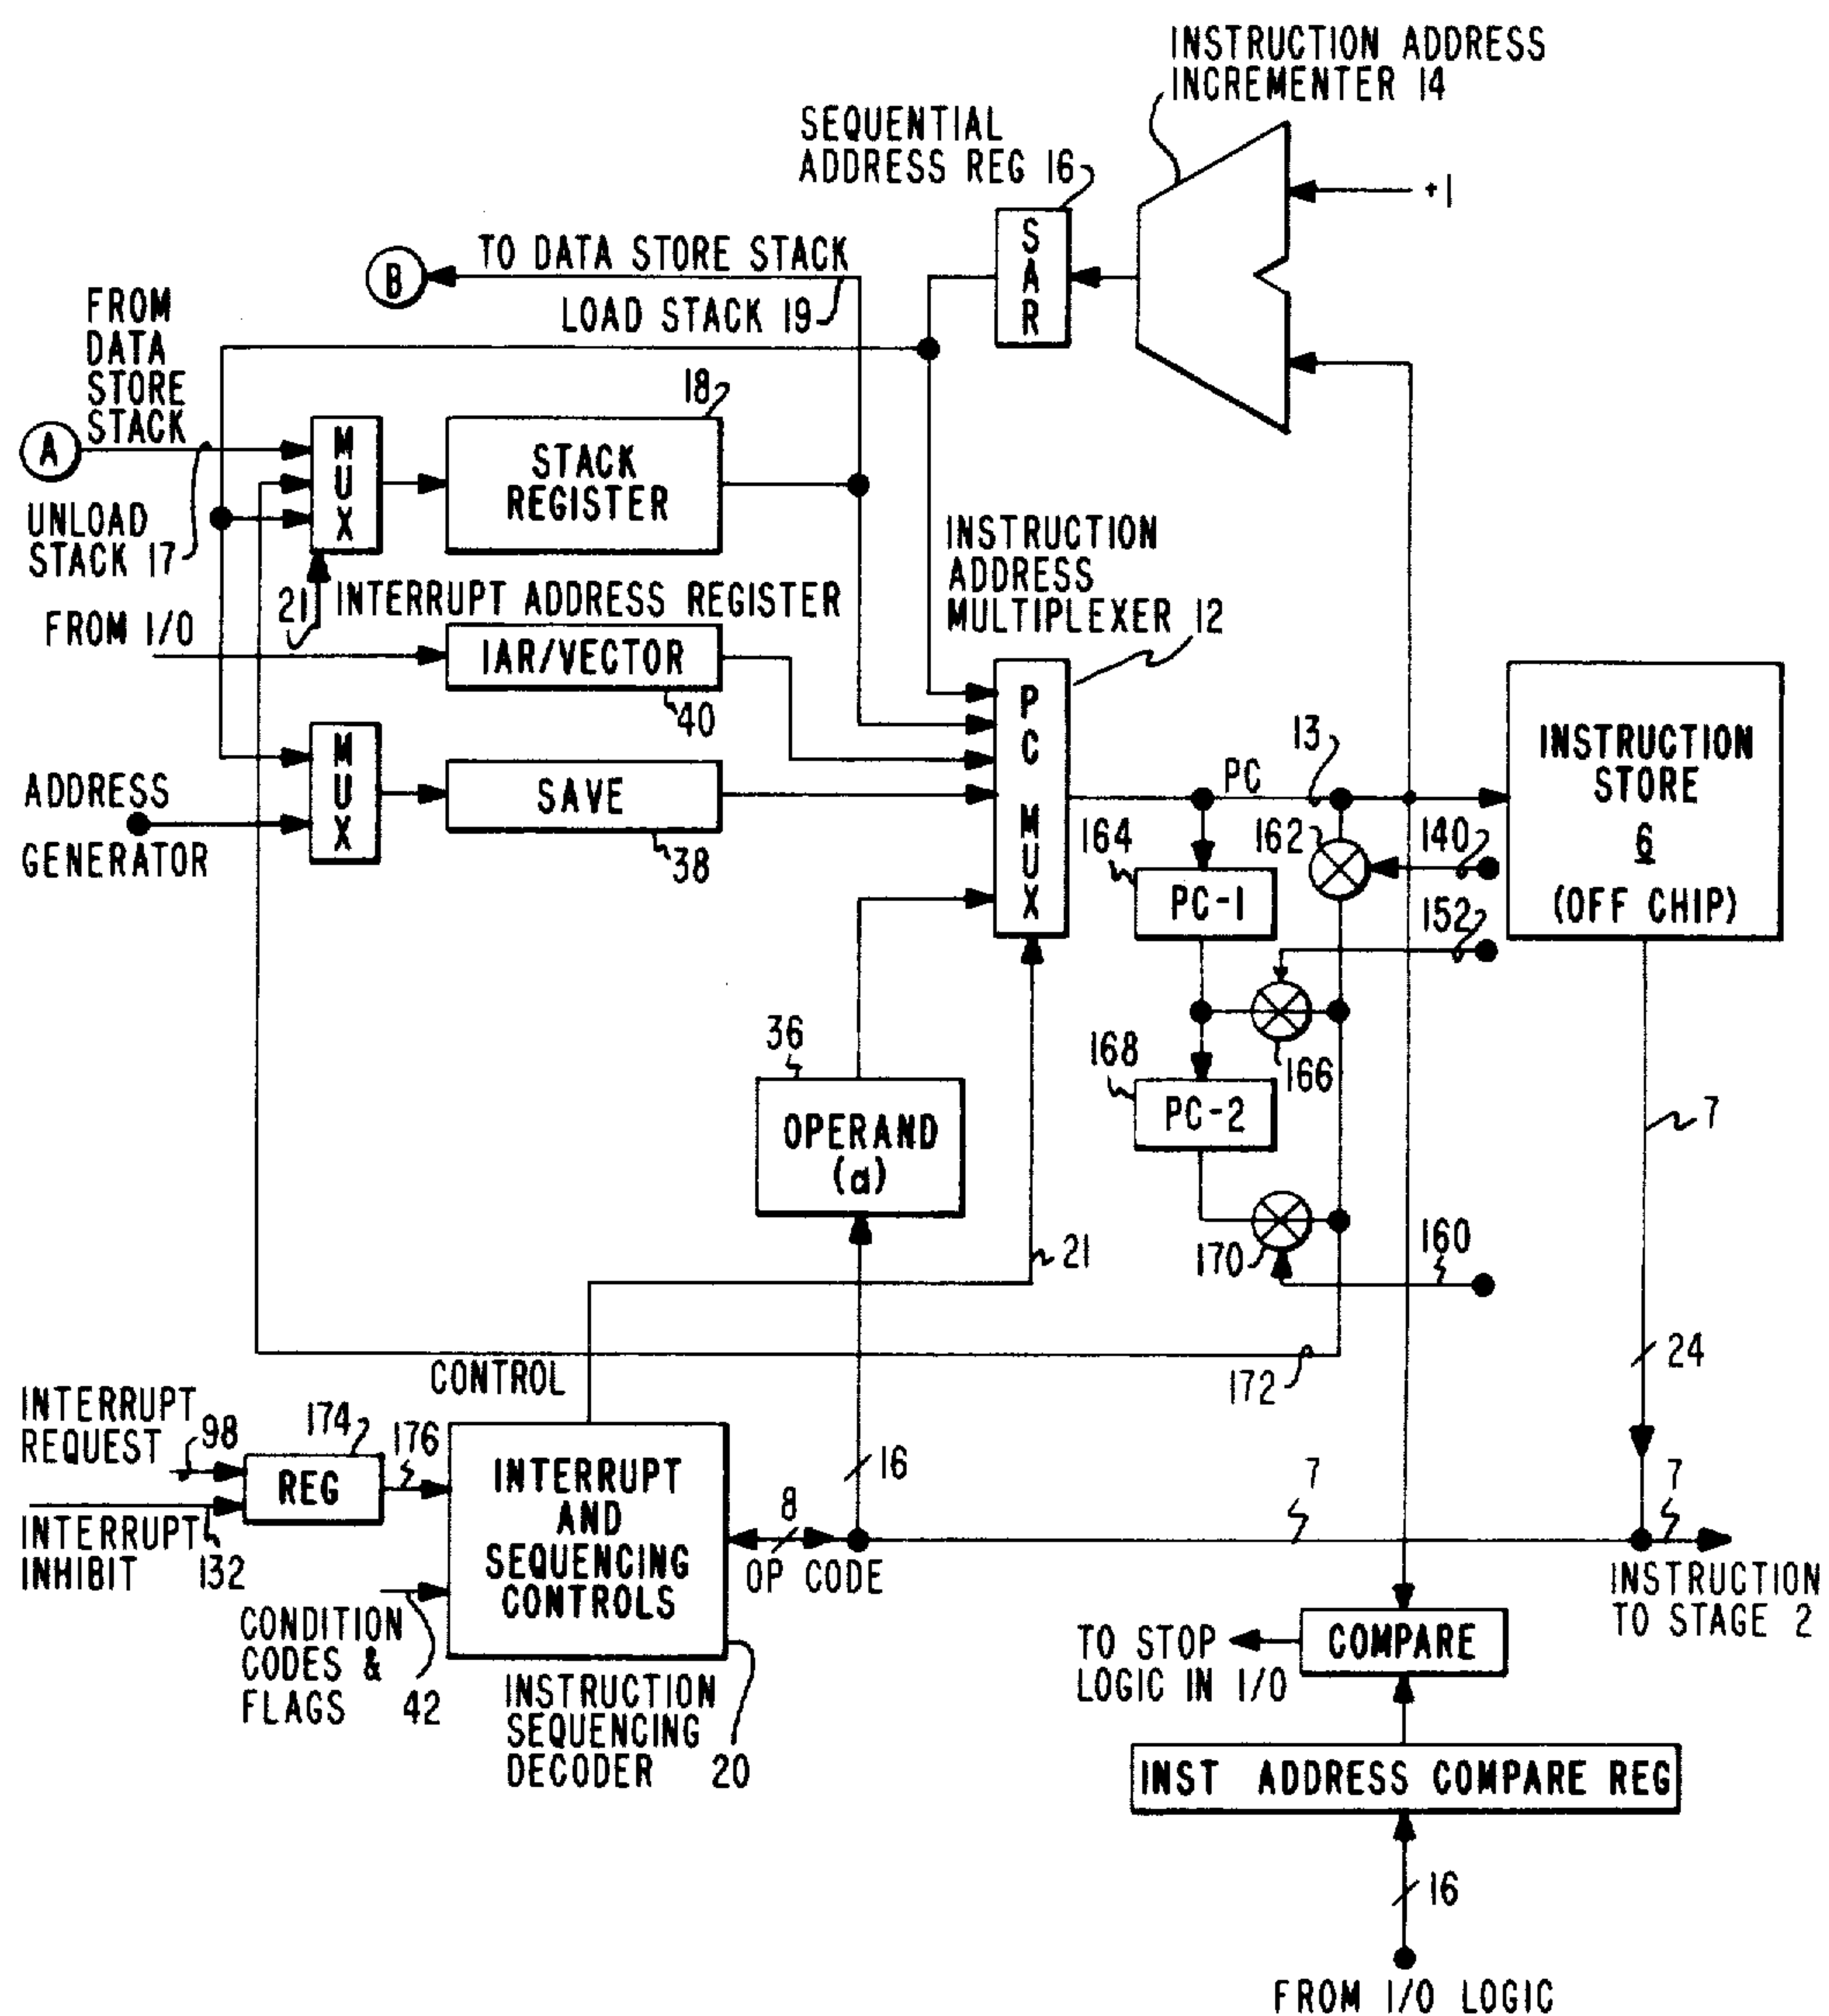 INSTRUCTION ADDRESS
INCREMENTER 14
SEQUENTIAL
ADDRESS REG 16
+1
S
A
R
B
TO DATA STORE STACK
LOAD STACK 19
FROM
DATA
STORE
STACK
A
UNLOAD
STACK 17
M
U
X
18
STACK
REGISTER
21
INTERRUPT ADDRESS REGISTER
FROM I/O
IAR/VECTOR
40
INSTRUCTION
ADDRESS
MULTIPLEXER 12
P
C
M
U
X
ADDRESS
GENERATOR
M
U
X
SAVE
38
PC
13
INSTRUCTION
STORE
6
(OFF CHIP)
164
PC-1
162
140
152
166
168
PC-2
170
160
7
36
OPERAND
(a)
21
24
172
CONTROL
INTERRUPT
REQUEST
98
174
REG
176
INTERRUPT
INHIBIT
132
INTERRUPT
AND
SEQUENCING
CONTROLS
16
8
OP CODE
7
7
INSTRUCTION
TO STAGE 2
CONDITION
CODES &
FLAGS
42
INSTRUCTION
SEQUENCING
DECODER
20
TO STOP
LOGIC IN I/O
COMPARE
INST ADDRESS COMPARE REG
16
FROM I/O LOGIC